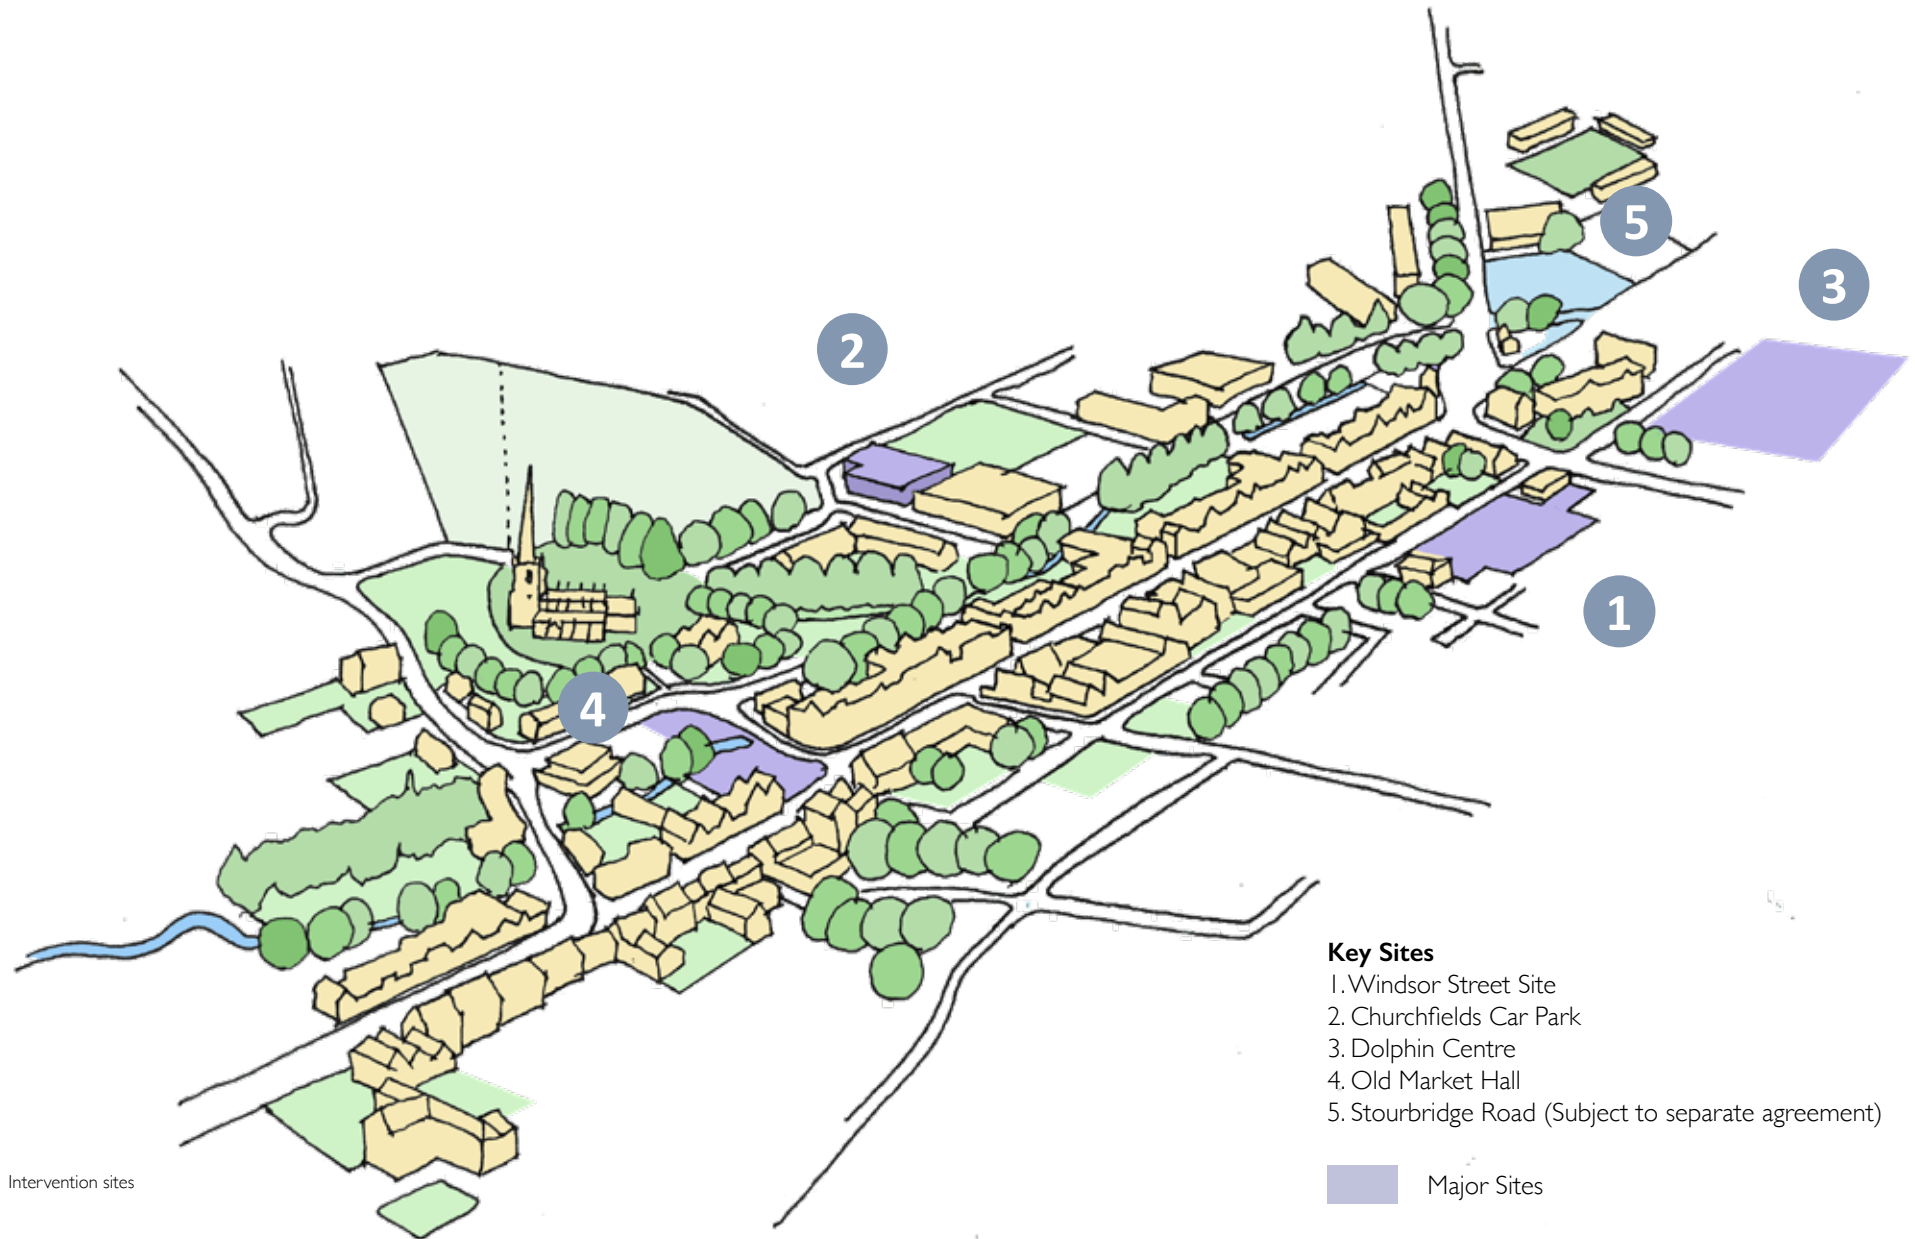 5
3
2
1
4
Key Sites
1. Windsor Street Site
2. Churchfields Car Park
3. Dolphin Centre
4. Old Market Hall
5. Stourbridge Road (Subject to separate agreement)
Major Sites
Intervention sites